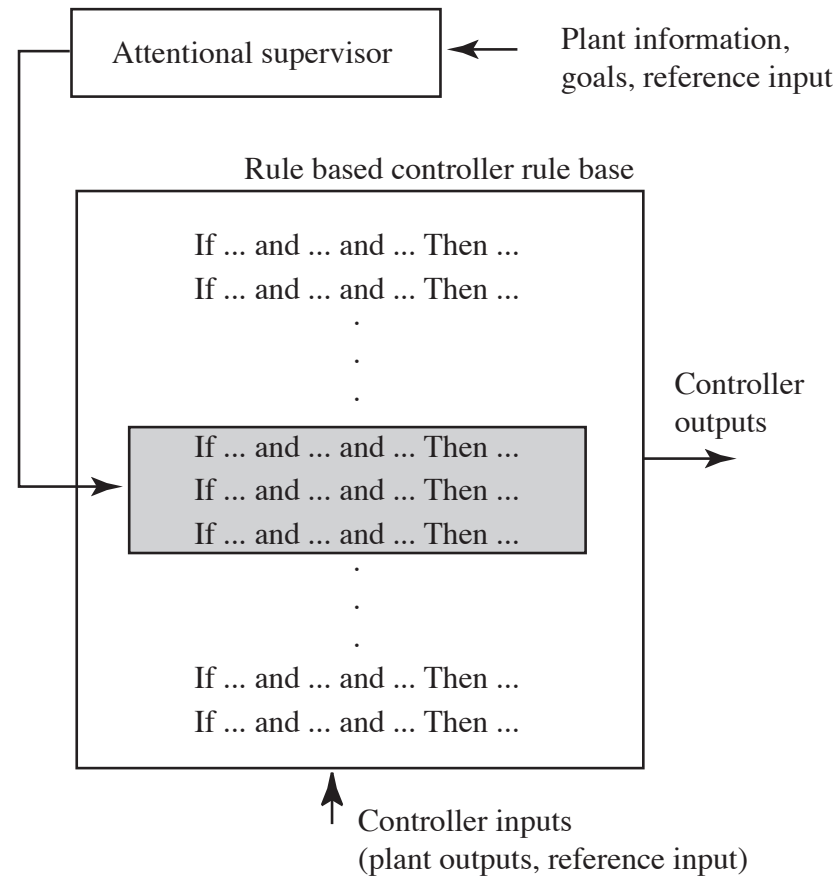 Attentional supervisor
Plant information,
goals, reference input
Rule based controller rule base
If ... and ... and ... Then ...
If ... and ... and ... Then ...
.
.
.
If ... and ... and ... Then ...
If ... and ... and ... Then ...
If ... and ... and ... Then ...
.
.
.
If ... and ... and ... Then ...
If ... and ... and ... Then ...
Controller
outputs
Controller inputs
(plant outputs, reference input)